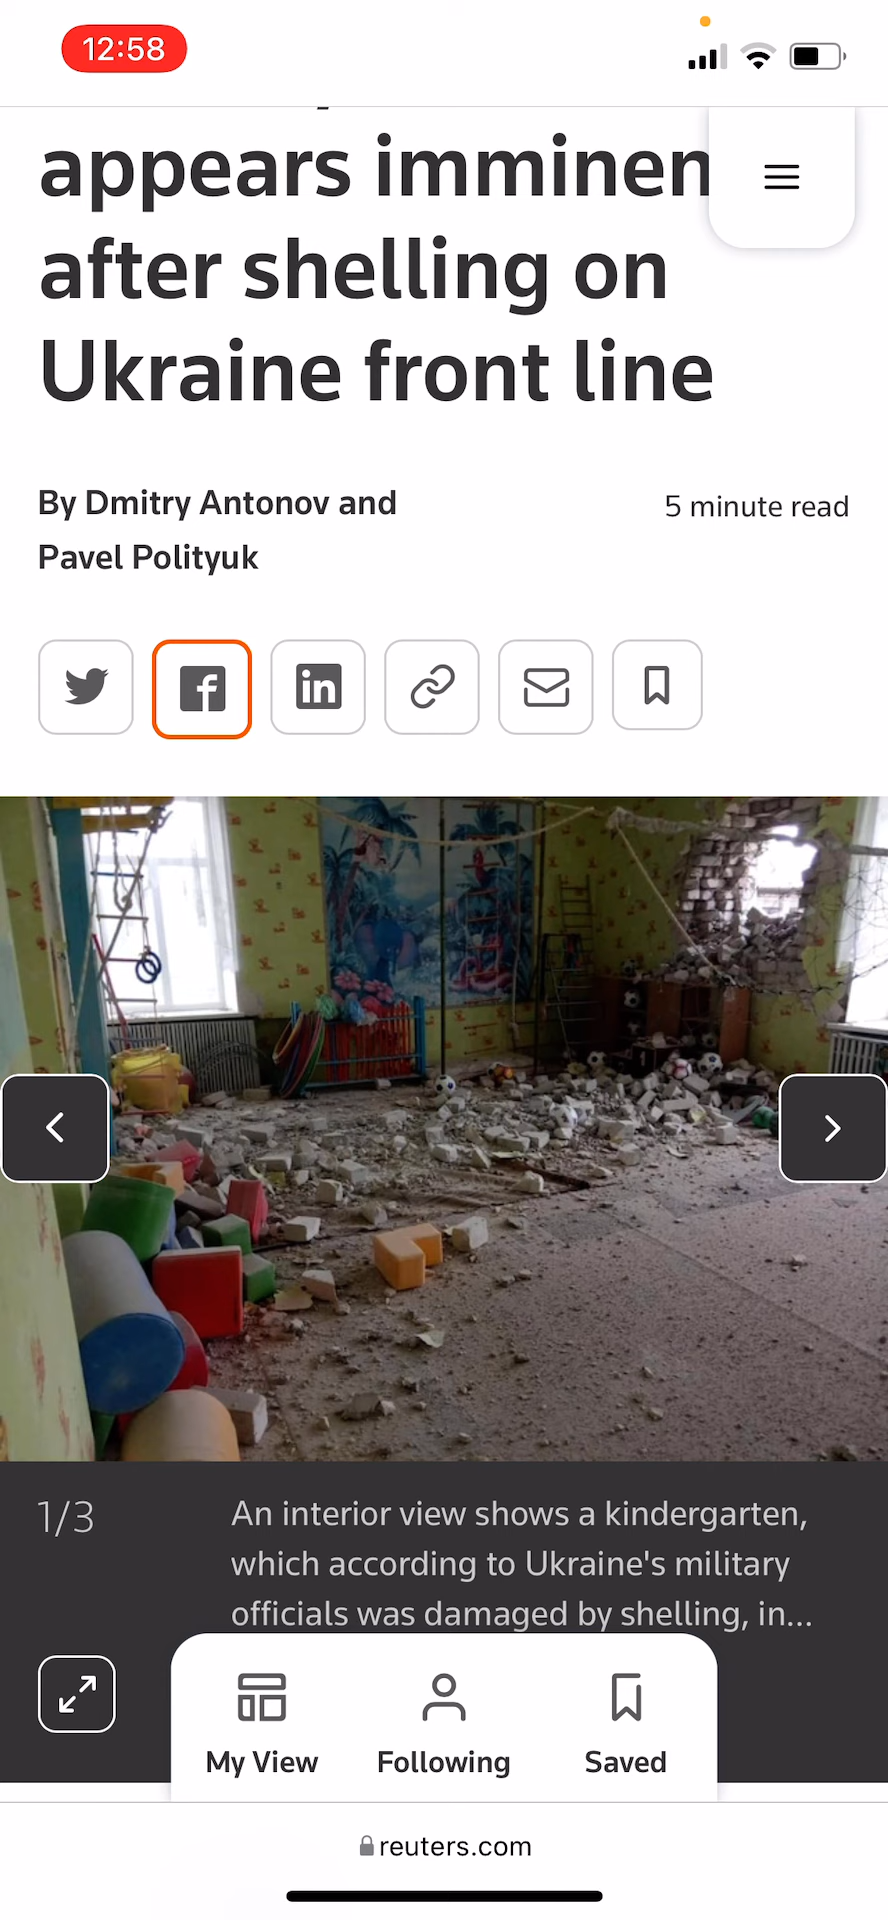 12:58
appears imminen
after shelling on
Ukraine front line
By Dmitry Antonov and
Pavel Polityuk
5 minute read
1/3
An interior view shows a kindergarten,
which according to Ukraine's military
officials was damaged by shelling, in...
My View
Following
Saved
reuters.com